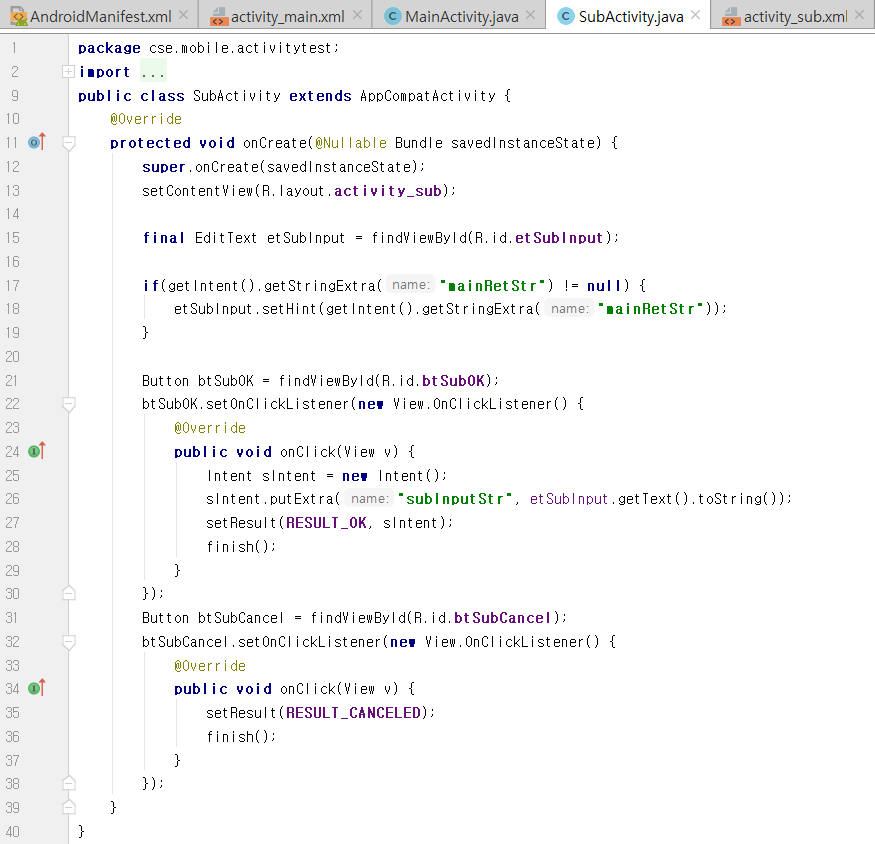 AndroidManifest.xml activity_main.xml MainActivity.java SubActivity.java activity_sub.xml
1 package cse.mobile.activitytest;
2 import ...
9 public class SubActivity extends AppCompatActivity {
10 @Override
11 protected void onCreate(@Nullable Bundle savedInstanceState) {
12 super.onCreate(savedInstanceState);
13 setContentView(R.layout.activity_sub);
14
15 final EditText etSubInput = findViewById(R.id.etSubInput);
16
17 if(getIntent().getStringExtra( name: "mainRetStr") != null) {
18 etSubInput.setHint(getIntent().getStringExtra( name: "mainRetStr"));
19 }
20
21 Button btSubOK = findViewById(R.id.btSubOK);
22 btSubOK.setOnClickListener(new View.OnClickListener() {
23 @Override
24 public void onClick(View v) {
25 Intent sIntent = new Intent();
26 sIntent.putExtra( name: "subInputStr", etSubInput.getText().toString());
27 setResult(RESULT_OK, sIntent);
28 finish();
29 }
30 });
31 Button btSubCancel = findViewById(R.id.btSubCancel);
32 btSubCancel.setOnClickListener(new View.OnClickListener() {
33 @Override
34 public void onClick(View v) {
35 setResult(RESULT_CANCELED);
36 finish();
37 }
38 });
39 }
40 }